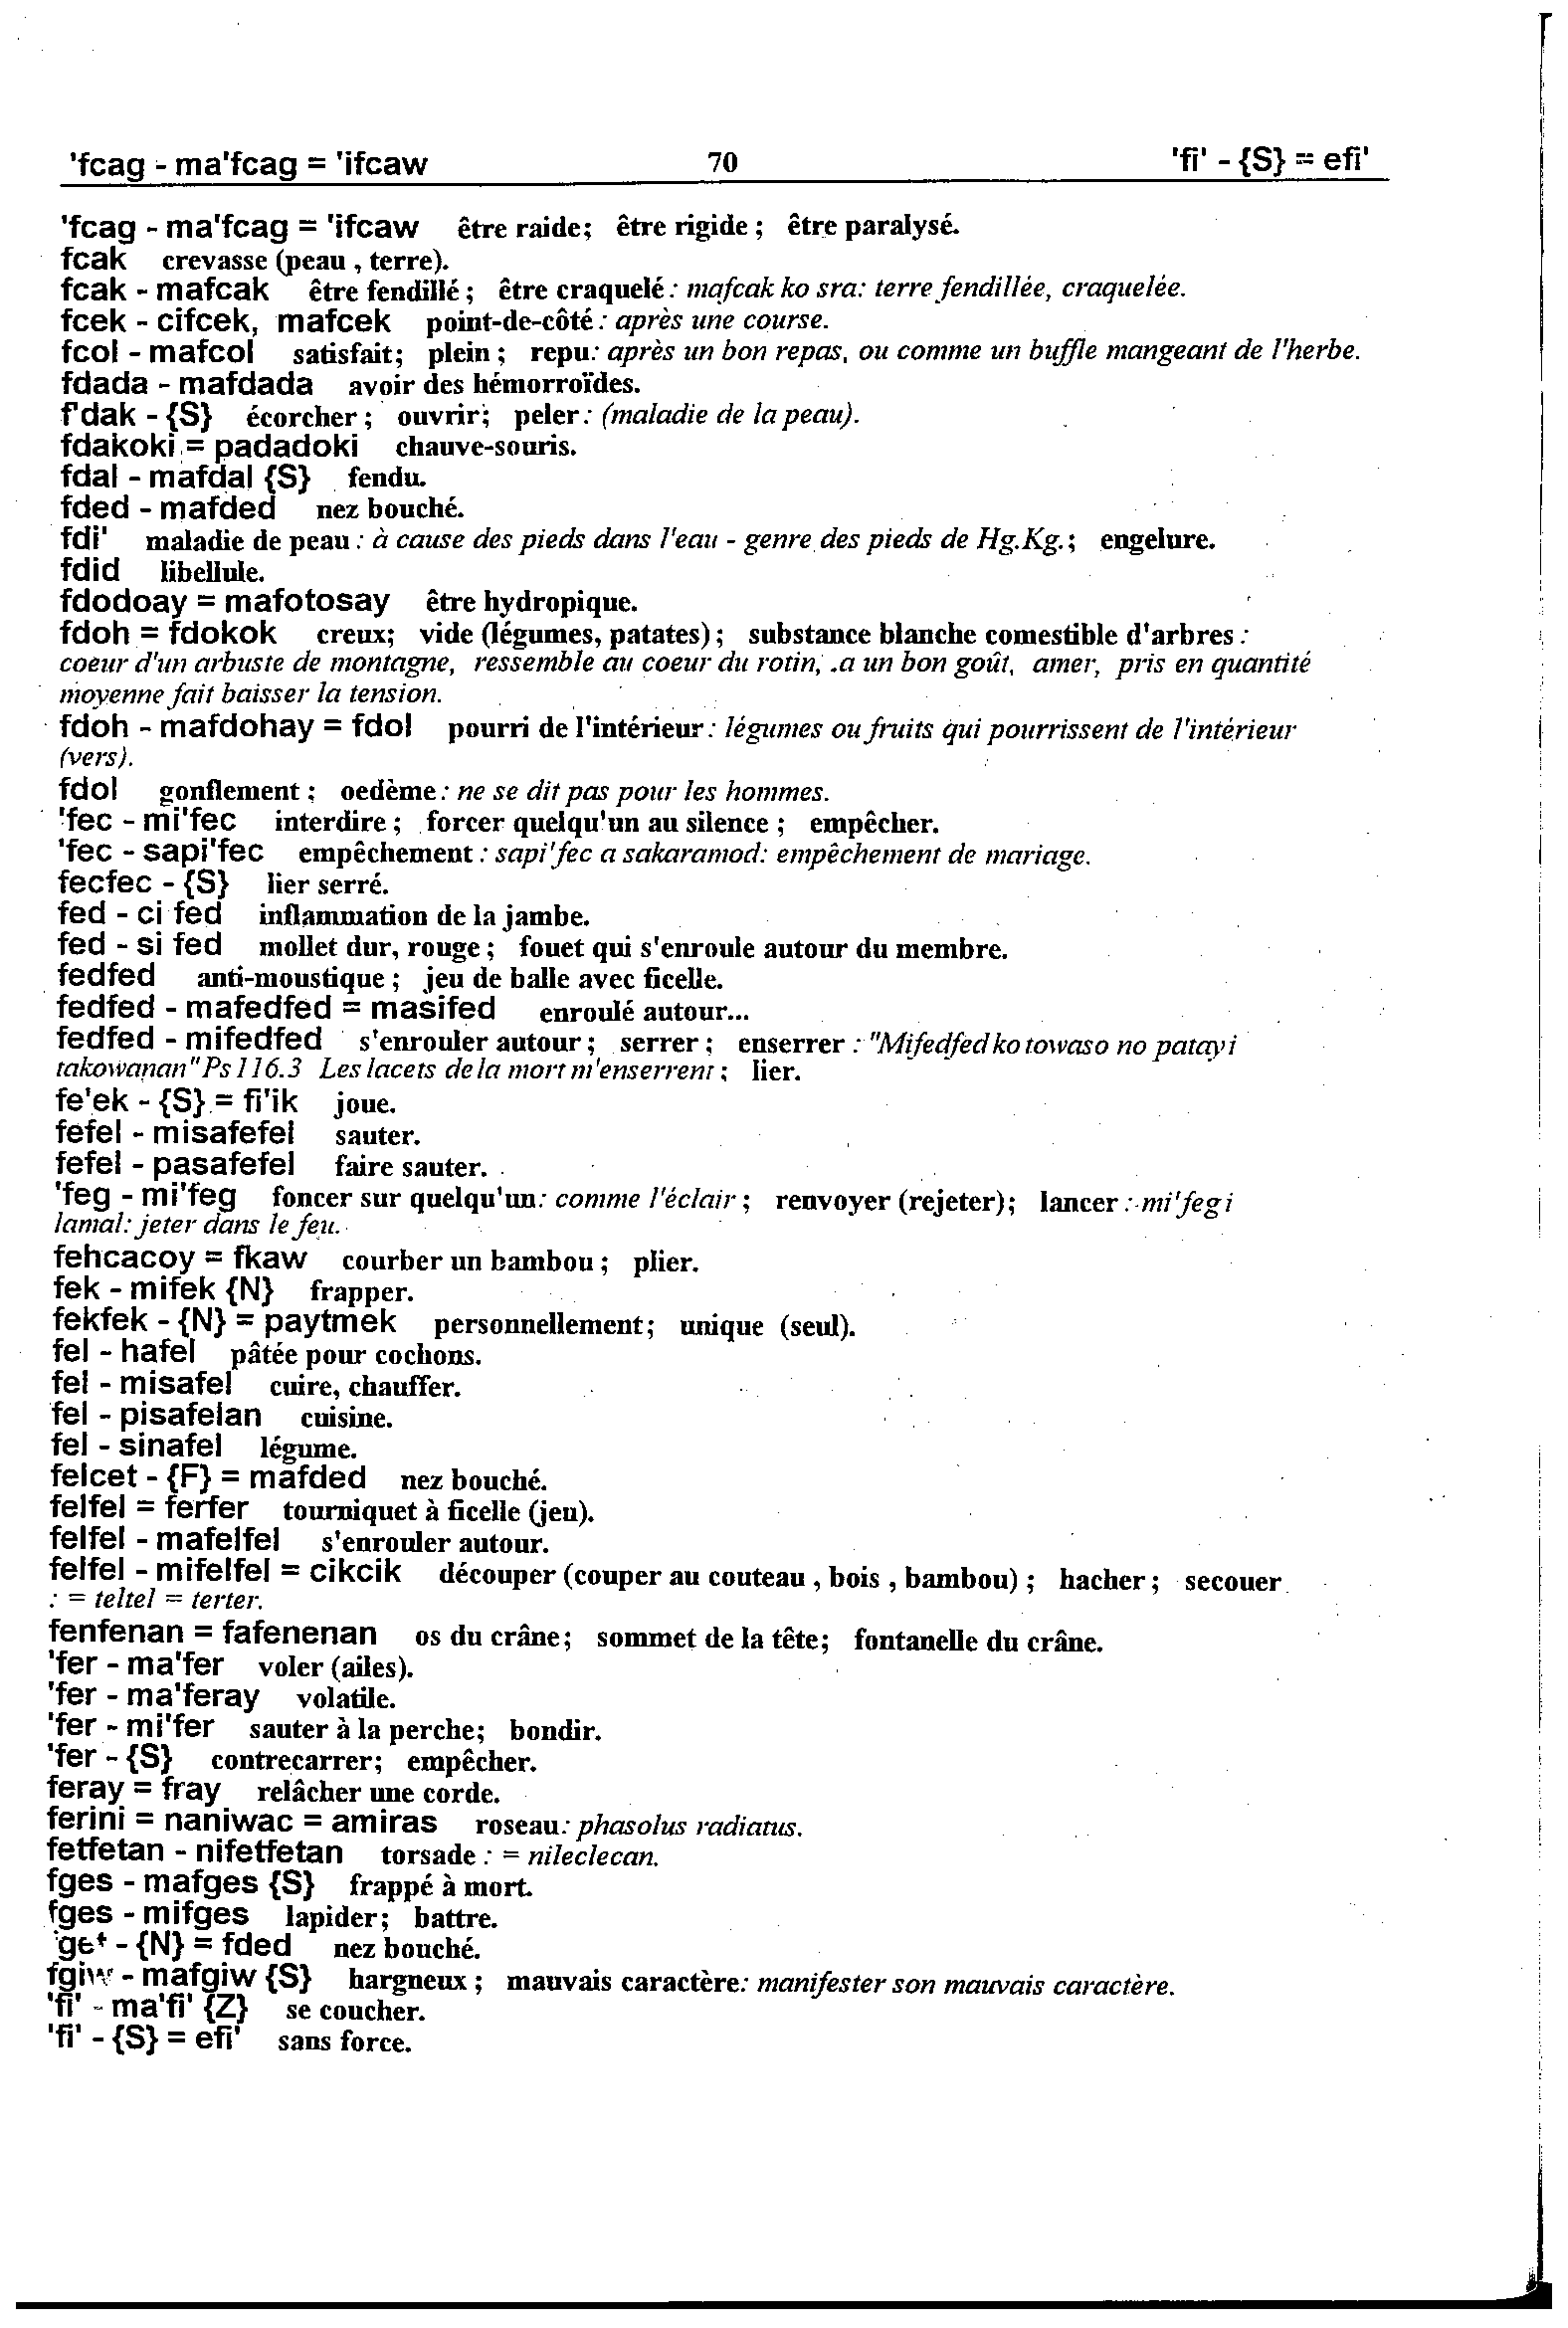 'fcag - ma'fcag = 'ifcaw 70 'fi' - {S} = efi'
'fcag - ma'fcag = 'ifcaw être raide; être rigide ; être paralysé.
fcak crevasse (peau , terre).
fcak - mafcak être fendillé ; être craquelé : mafcak ko sra: terre fendillée, craquelée.
fcek - cifcek, mafcek point-de-côté : après une course.
fcol - mafcol satisfait; plein ; repu: après un bon repas, ou comme un buffle mangeant de l'herbe.
fdada - mafdada avoir des hémorroïdes.
f'dak - {S} écorcher ; ouvrir; peler : (maladie de la peau).
fdakoki = padadoki chauve-souris.
fdal - mafdal {S} fendu.
fded - mafded nez bouché.
fdi' maladie de peau : à cause des pieds dans l'eau - genre des pieds de Hg.Kg.; engelure.
fdid libellule.
fdodoay = mafotosay être hydropique.
fdoh = fdokok creux; vide (légumes, patates) ; substance blanche comestible d'arbres :
coeur d'un arbuste de montagne, ressemble au coeur du rotin, .a un bon goût, amer, pris en quantité
moyenne fait baisser la tension.
fdoh - mafdohay = fdol pourri de l'intérieur : légumes ou fruits qui pourrissent de l'intérieur
(vers).
fdol gonflement ; oedème : ne se dit pas pour les hommes.
'fec - mi'fec interdire ; forcer quelqu'un au silence ; empêcher.
'fec - sapi'fec empêchement : sapi'fec a sakaramod: empêchement de mariage.
fecfec - {S} lier serré.
fed - ci fed inflammation de la jambe.
fed - si fed mollet dur, rouge ; fouet qui s'enroule autour du membre.
fedfed anti-moustique ; jeu de balle avec ficelle.
fedfed - mafedfed = masifed enroulé autour...
fedfed - mifedfed s'enrouler autour ; serrer ; enserrer : "Mifedfed ko towaso no patayi
takowanan" Ps 116.3 Les lacets de la mort m'enserrent ; lier.
fe'ek - {S} = fi'ik joue.
fefel - misafefel sauter.
fefel - pasafefel faire sauter.
'feg - mi'feg foncer sur quelqu'un: comme l'éclair ; renvoyer (rejeter); lancer : mi'feg i
lamal: jeter dans le feu.
fehcacoy = fkaw courber un bambou ; plier.
fek - mifek {N} frapper.
fekfek - {N} = paytmek personnellement; unique (seul).
fel - hafel pâtée pour cochons.
fel - misafel cuire, chauffer.
fel - pisafelan cuisine.
fel - sinafel légume.
felcet - {F} = mafded nez bouché.
felfel = ferfer tourniquet à ficelle (jeu).
felfel - mafelfel s'enrouler autour.
felfel - mifelfel = cikcik découper (couper au couteau , bois , bambou) ; hacher ; secouer
: = teltel = terter.
fenfenan = fafenenan os du crâne; sommet de la tête; fontanelle du crâne.
'fer - ma'fer voler (ailes).
'fer - ma'feray volatile.
'fer - mi'fer sauter à la perche; bondir.
'fer - {S} contrecarrer; empêcher.
feray = fray relâcher une corde.
ferini = naniwac = amiras roseau: phasolus radiatus.
fetfetan - nifetfetan torsade : = nileclecan.
fges - mafges {S} frappé à mort.
fges - mifges lapider; battre.
- {N} = fded nez bouché.
fgiw - mafgiw {S} hargneux ; mauvais caractère: manifester son mauvais caractère.
'fi' - ma'fi' {Z} se coucher.
'fi' - {S} = efi' sans force.